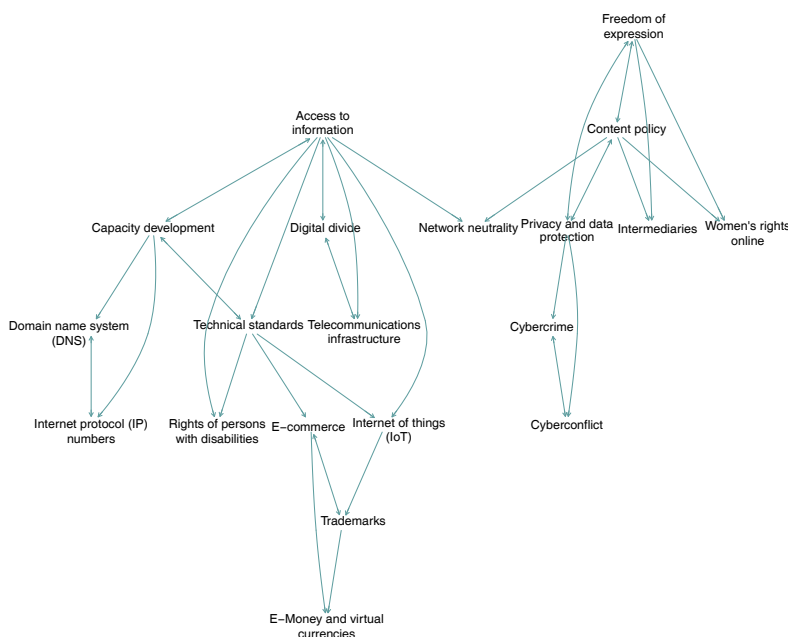 Freedom of
expression
Access to
information
Content policy
Capacity development
Digital divide
Network neutrality
Privacy and data
protection
Intermediaries
Women's rights
online
Domain name system
(DNS)
Technical standards
Telecommunications
infrastructure
Cybercrime
Internet protocol (IP)
numbers
Rights of persons
with disabilities
E−commerce
Internet of things
(IoT)
Cyberconflict
Trademarks
E−Money and virtual
currencies